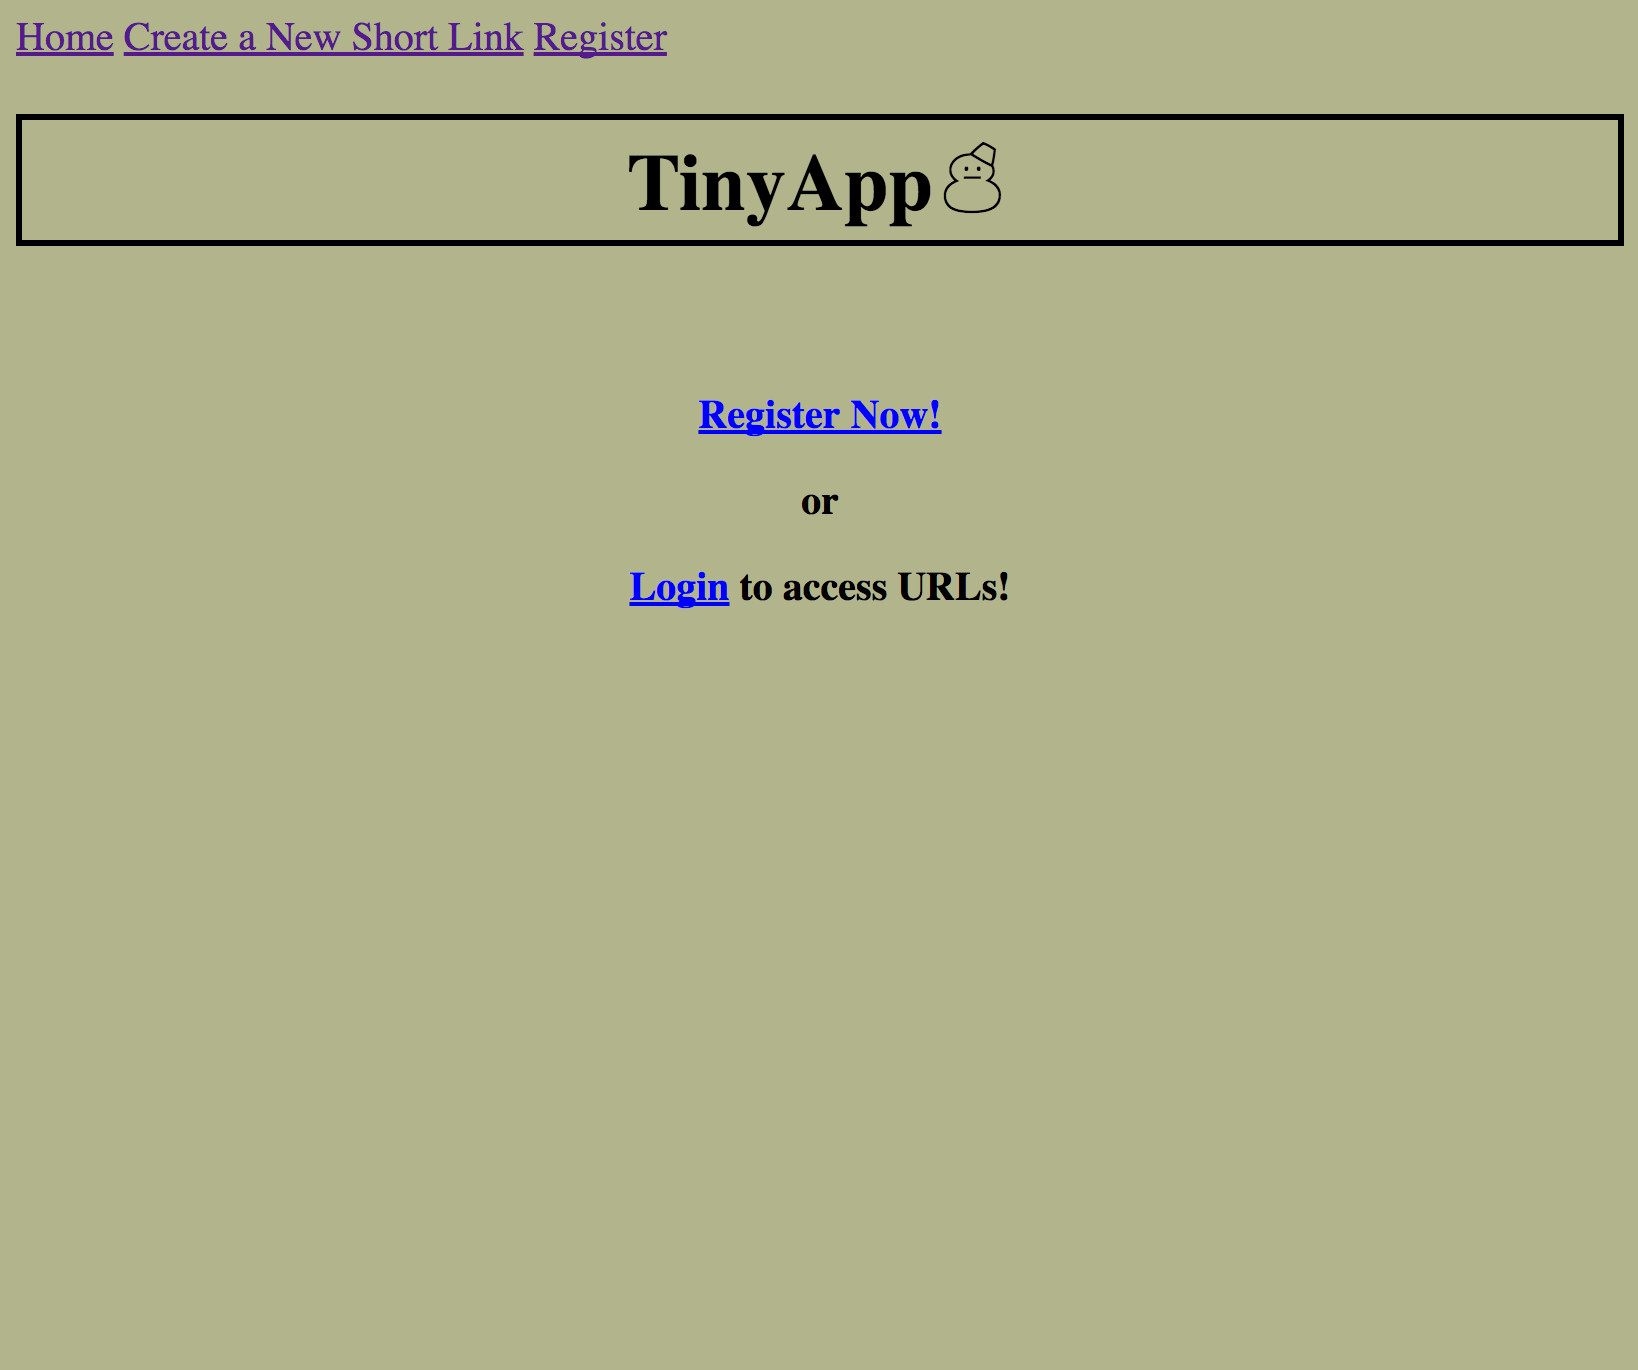 Home Create a New Short Link Register
TinyApp⛄
Register Now!
or
Login to access URLs!